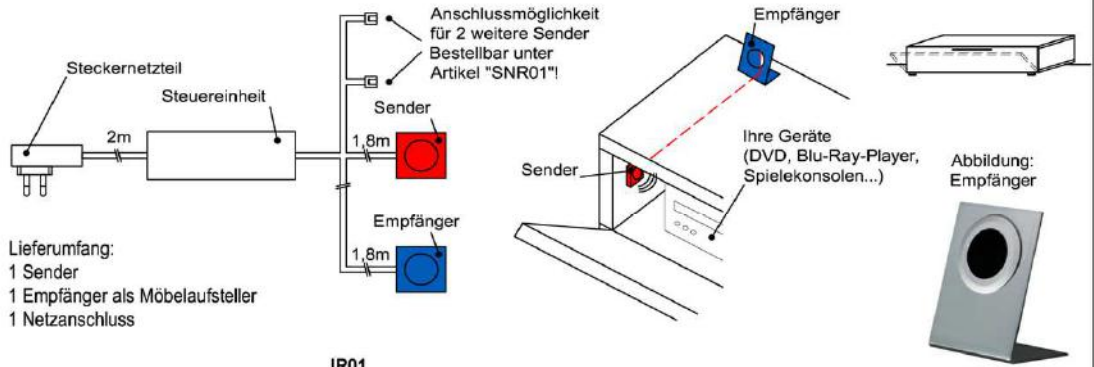 Steckernetzteil
Steuereinheit
2m
Anschlussmöglichkeit
für 2 weitere Sender
Bestellbar unter
Artikel "SNR01"!
Sender
1,8m
Empfänger
1,8m
Lieferumfang:
1 Sender
1 Empfänger als Möbelaufsteller
1 Netzanschluss
Empfänger
Sender
Ihre Geräte
(DVD, Blu-Ray-Player,
Spielekonsolen...)
Abbildung:
Empfänger
IR01